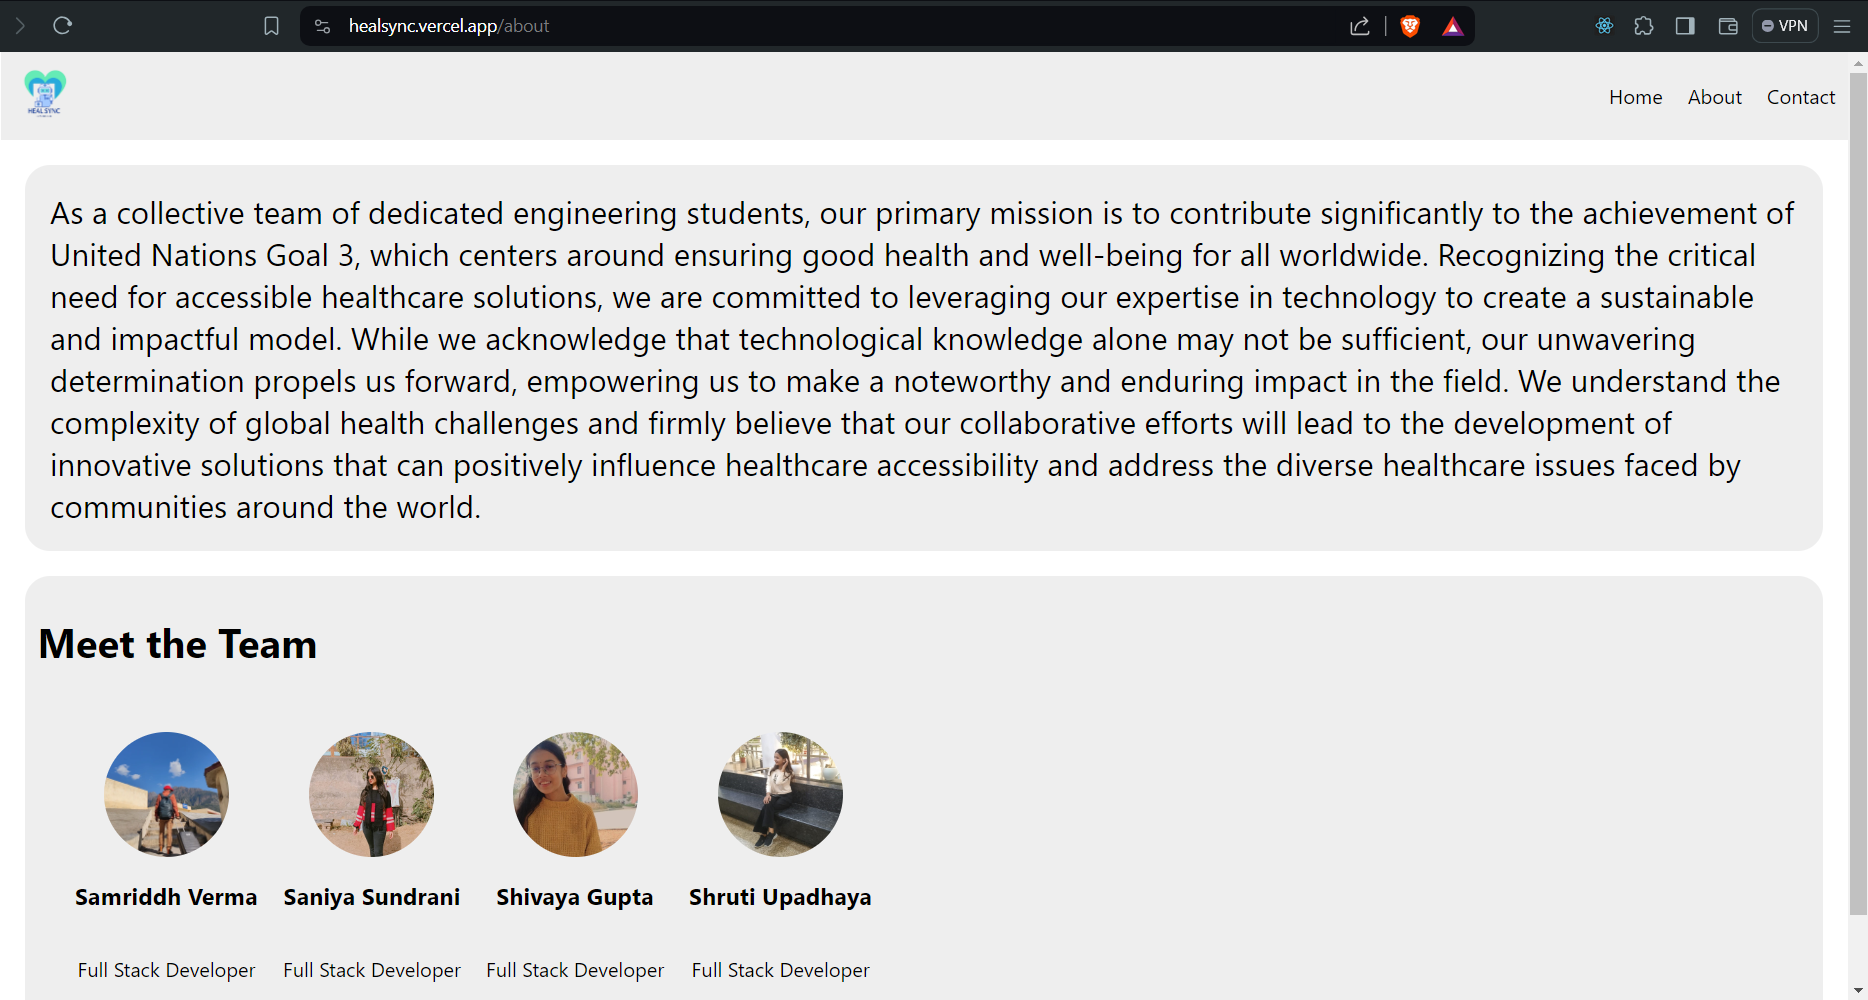 healsync.vercel.app/about
VPN
HEAL SYNC
Home About Contact
As a collective team of dedicated engineering students, our primary mission is to contribute significantly to the achievement of
United Nations Goal 3, which centers around ensuring good health and well-being for all worldwide. Recognizing the critical
need for accessible healthcare solutions, we are committed to leveraging our expertise in technology to create a sustainable
and impactful model. While we acknowledge that technological knowledge alone may not be sufficient, our unwavering
determination propels us forward, empowering us to make a noteworthy and enduring impact in the field. We understand the
complexity of global health challenges and firmly believe that our collaborative efforts will lead to the development of
innovative solutions that can positively influence healthcare accessibility and address the diverse healthcare issues faced by
communities around the world.
Meet the Team
Samriddh Verma Saniya Sundrani Shivaya Gupta Shruti Upadhaya
Full Stack Developer Full Stack Developer Full Stack Developer Full Stack Developer